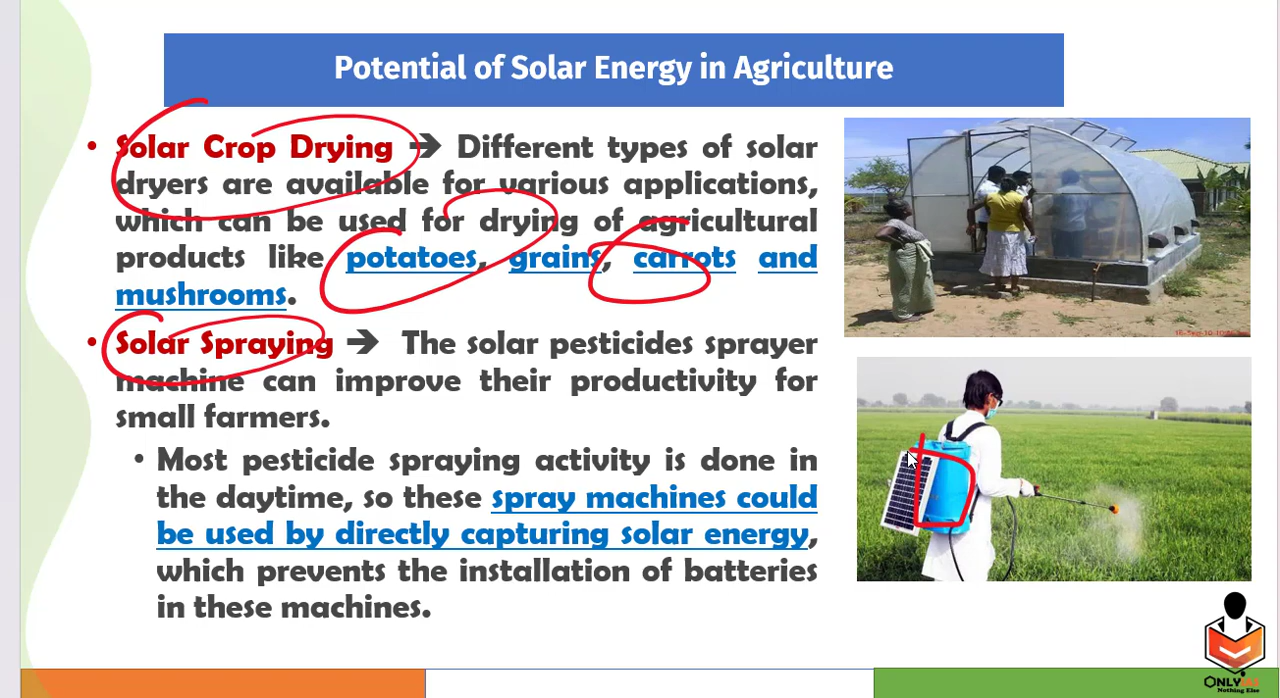 Potential of Solar Energy in Agriculture
• Solar Crop Drying ➔ Different types of solar
dryers are available for various applications,
which can be used for drying of agricultural
products like potatoes, grains, carrots and
mushrooms.
• Solar Spraying ➔ The solar pesticides sprayer
machine can improve their productivity for
small farmers.
• Most pesticide spraying activity is done in
the daytime, so these spray machines could
be used by directly capturing solar energy,
which prevents the installation of batteries
in these machines.
Nothing Else